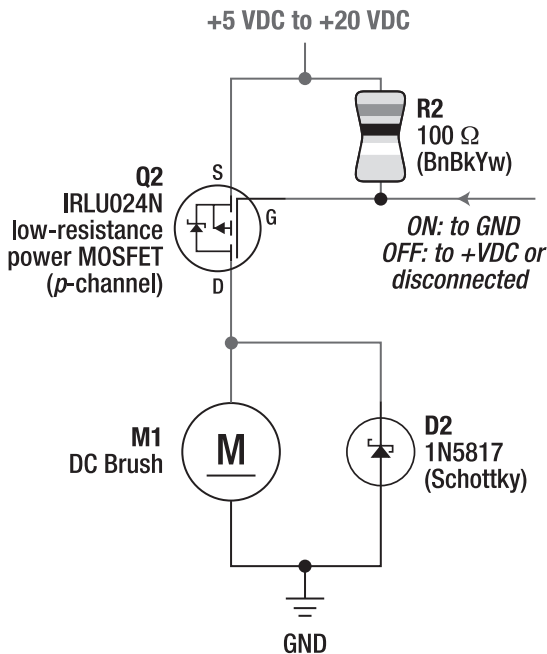 +5 VDC to +20 VDC
R2
100 Ω
(BnBkYw)
Q2
IRLU024N
low-resistance
power MOSFET
(p-channel)
S
G
D
ON: to GND
OFF: to +VDC or
disconnected
M1
DC Brush
M
D2
1N5817
(Schottky)
GND